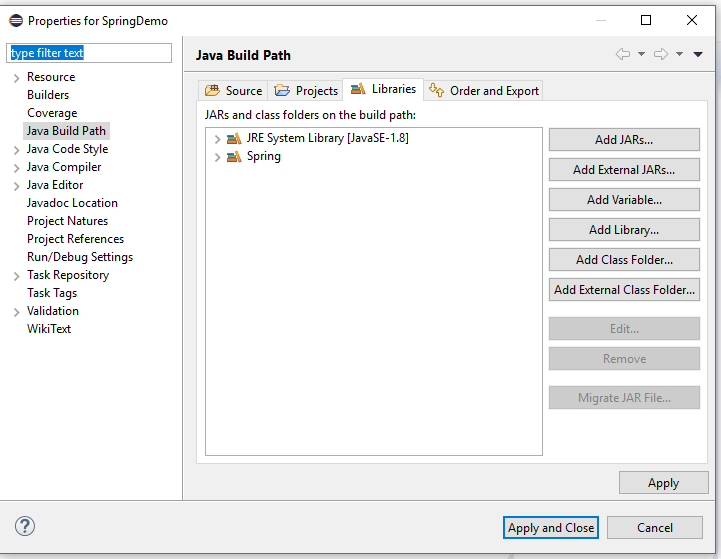 Properties for SpringDemo
type filter text
Resource
Builders
Coverage
Java Build Path
Java Code Style
Java Compiler
Java Editor
Javadoc Location
Project Natures
Project References
Run/Debug Settings
Task Repository
Task Tags
Validation
WikiText
Java Build Path
Source Projects Libraries Order and Export
JARs and class folders on the build path:
JRE System Library [JavaSE-1.8]
Spring
Add JARs...
Add External JARs...
Add Variable...
Add Library...
Add Class Folder...
Add External Class Folder...
Edit...
Remove
Migrate JAR File...
Apply
Apply and Close Cancel